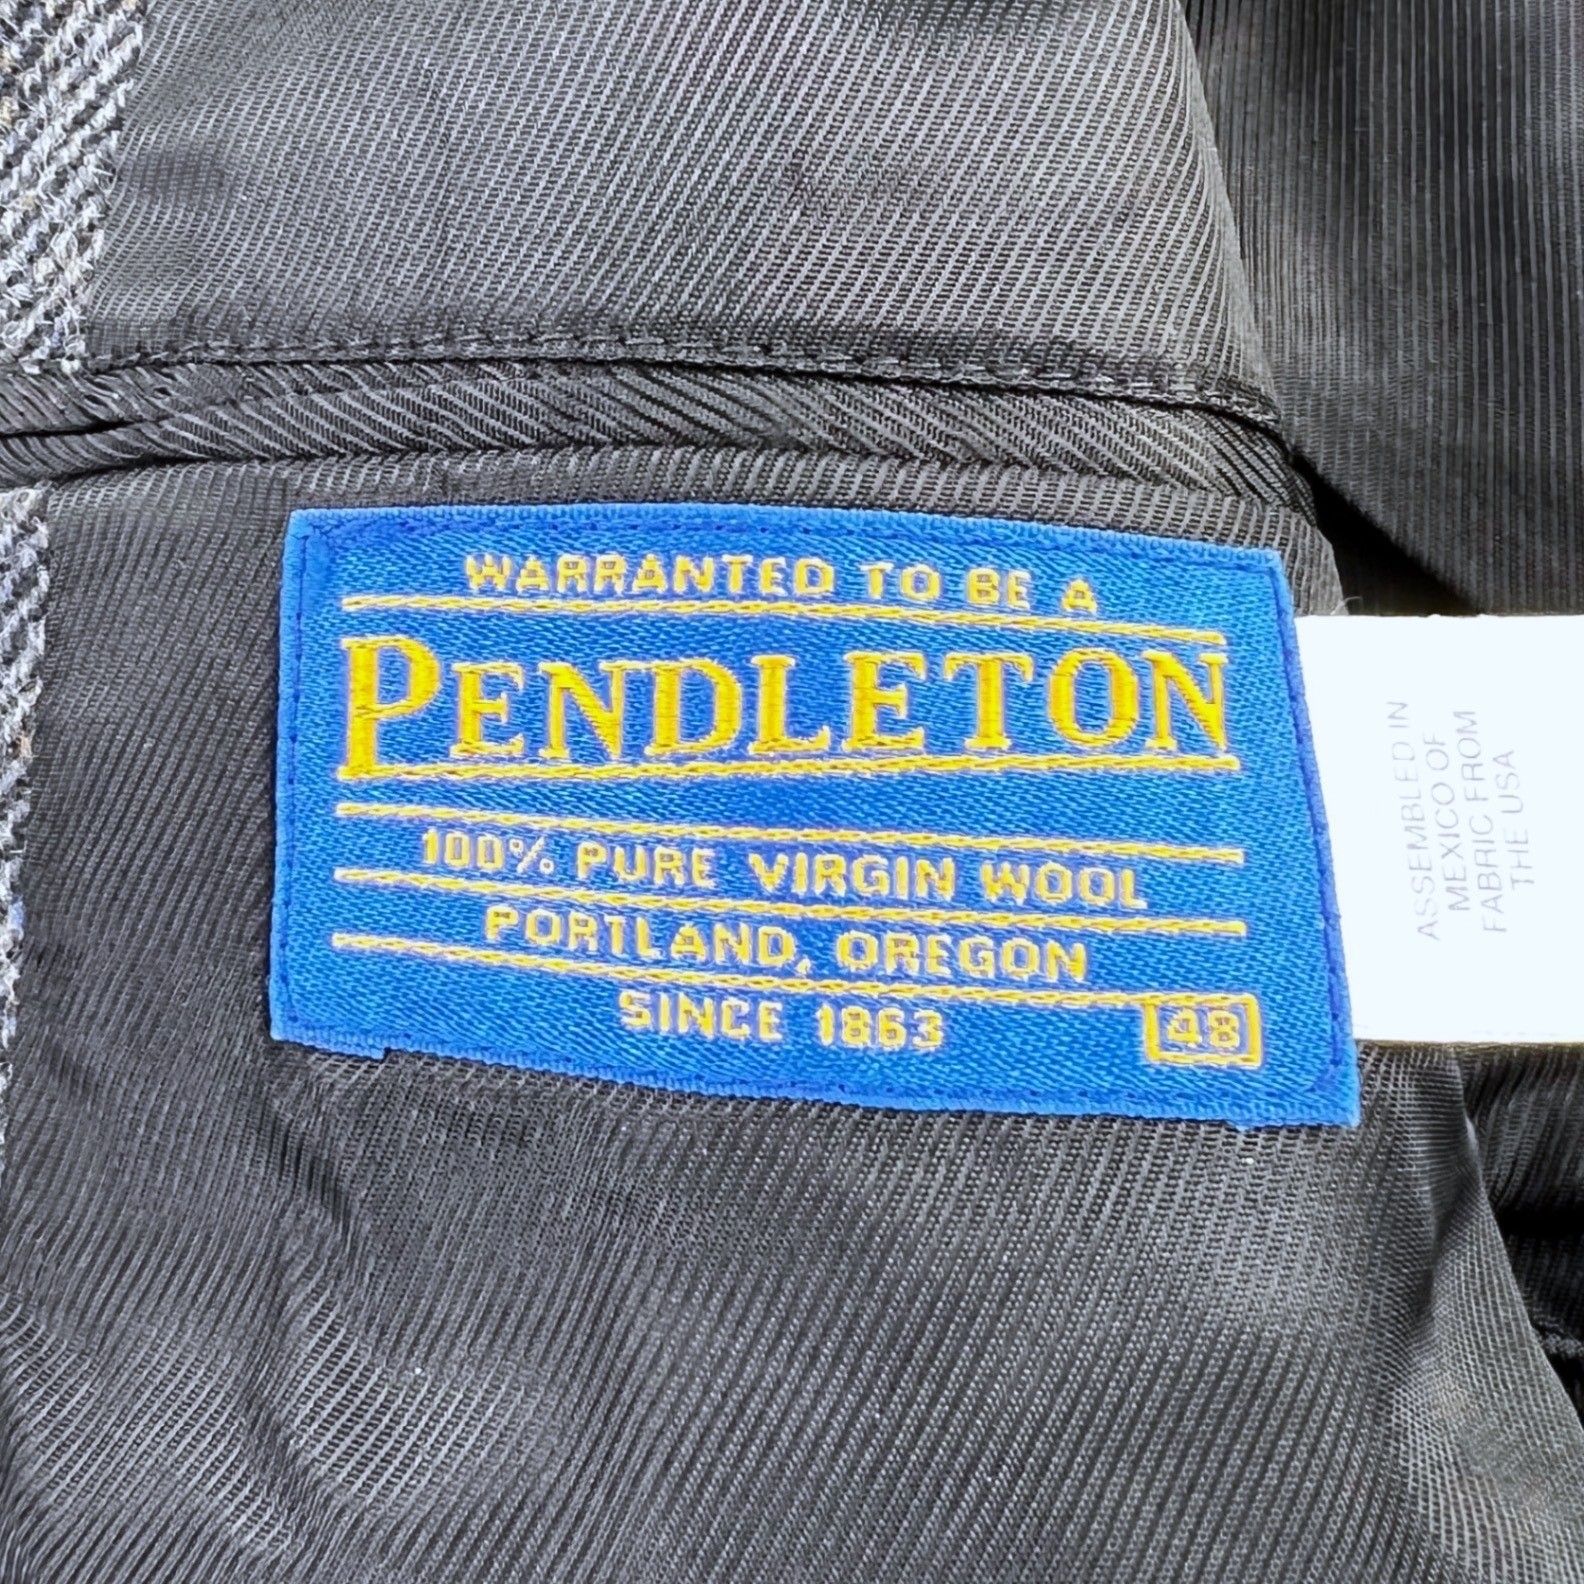 WARRANTED TO BE A
PENDLETON
100% PURE VIRGIN WOOL
PORTLAND, OREGON
SINCE 1863
48
ASSEMBLED IN
MEXICO OF
FABRIC FROM
THE USA